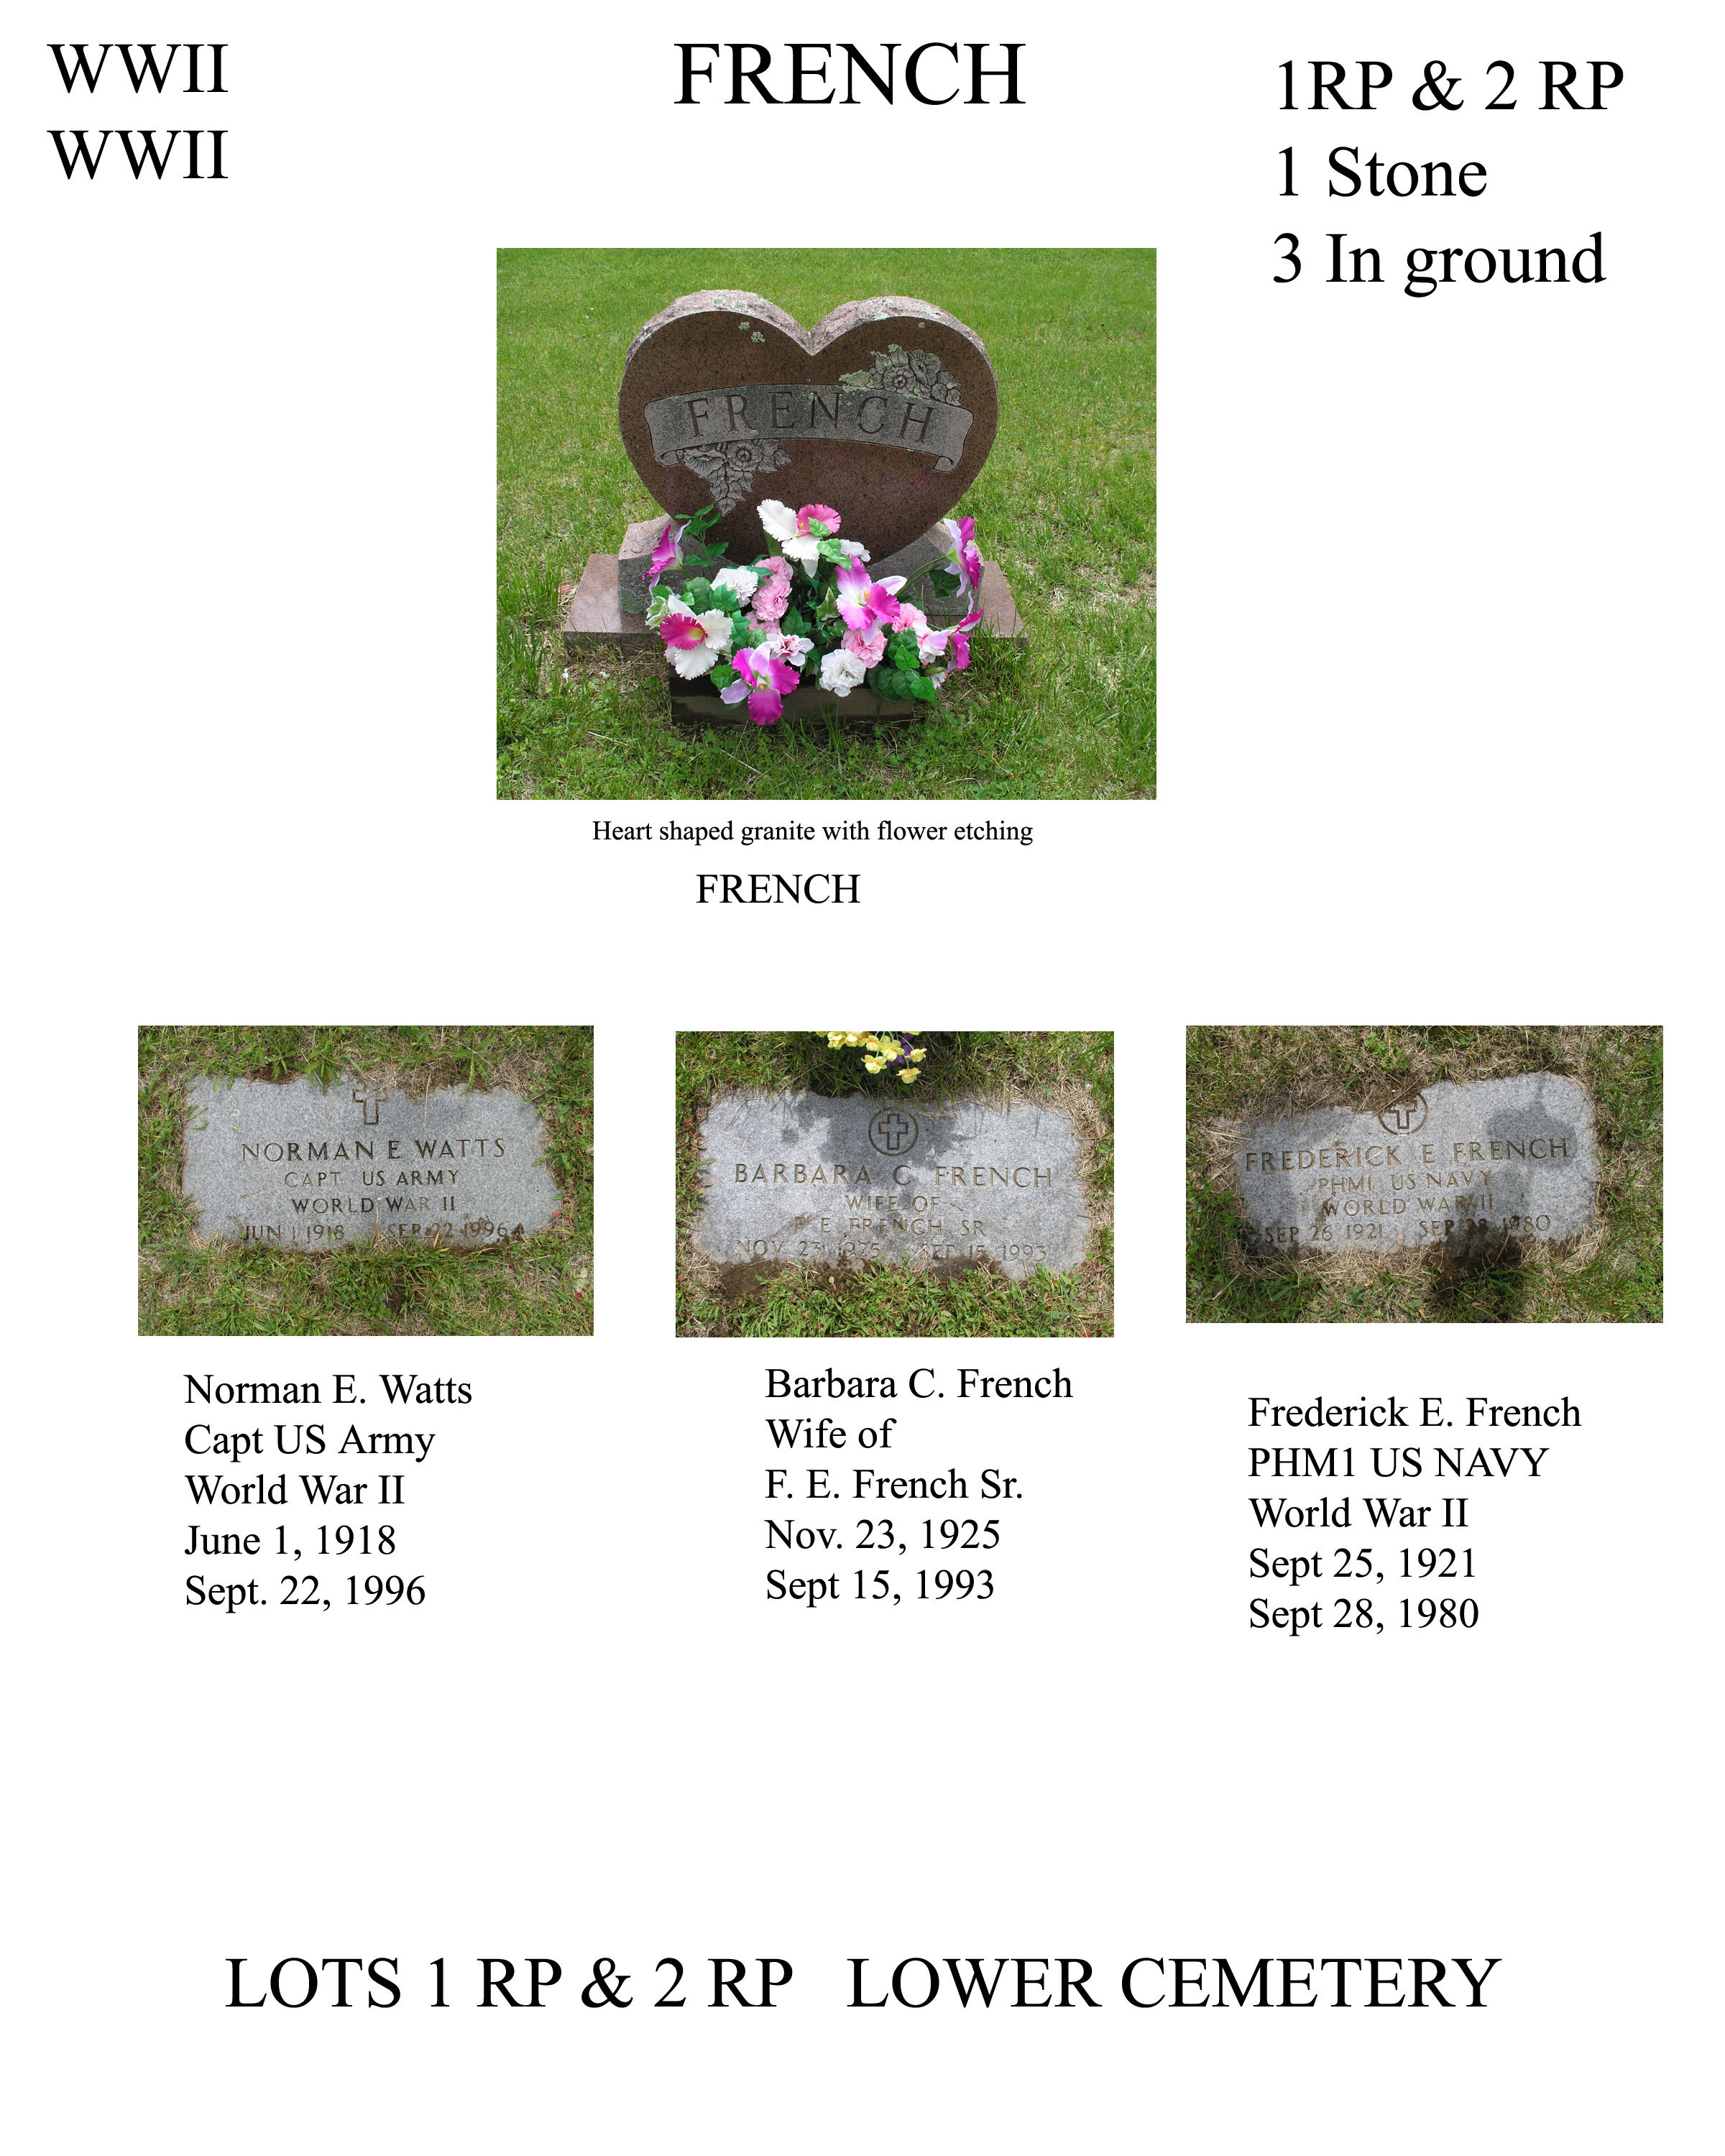 WWII
WWII
FRENCH
1RP & 2 RP
1 Stone
3 In ground
FRENCH
Heart shaped granite with flower etching
FRENCH
NORMAN E WATTS
CAPT US ARMY
WORLD WAR II
JUN 1 1918 SEP 22 1996
BARBARA C FRENCH
WIFE OF
F. E. FRENCH SR
NOV 23 1925 SEP 15 1993
FREDERICK E FRENCH
PHM1 US NAVY
WORLD WAR II
SEP 26 1921 SEP 28 1980
Norman E. Watts
Capt US Army
World War II
June 1, 1918
Sept. 22, 1996
Barbara C. French
Wife of
F. E. French Sr.
Nov. 23, 1925
Sept 15, 1993
Frederick E. French
PHM1 US NAVY
World War II
Sept 25, 1921
Sept 28, 1980
LOTS 1 RP & 2 RP LOWER CEMETERY